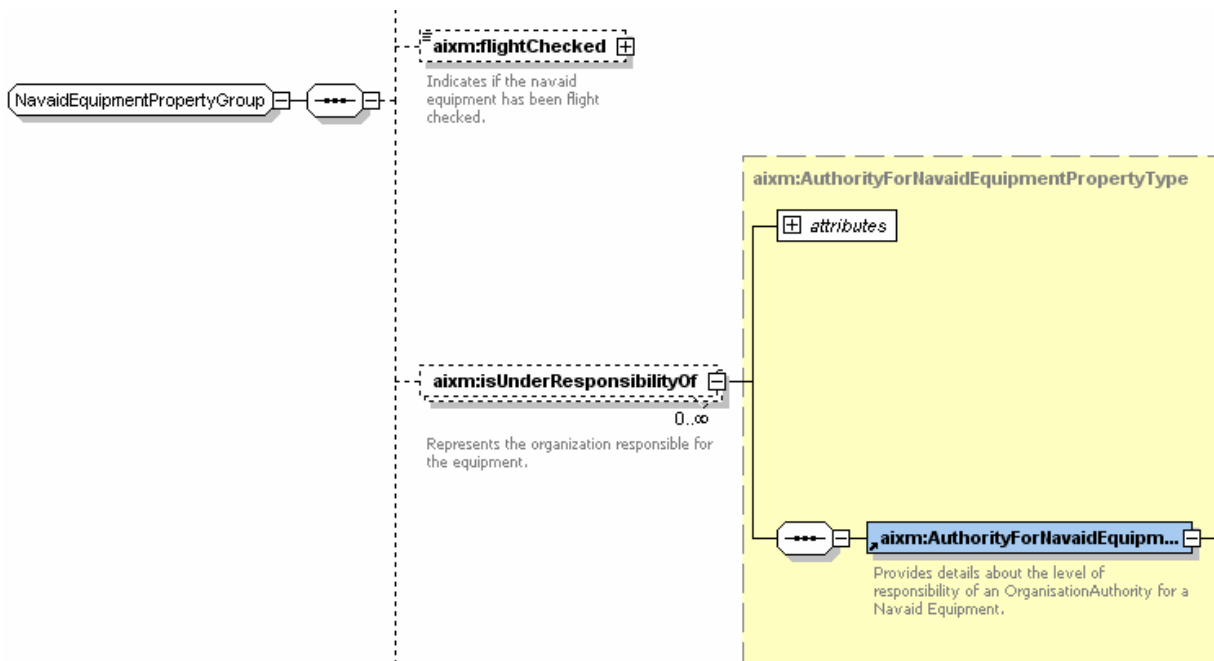 aixm:flightChecked
Indicates if the navaid
equipment has been flight
checked.
NavaidEquipmentPropertyGroup
aixm:AuthorityForNavaidEquipmentPropertyType
attributes
aixm:isUnderResponsibilityOf
0..∞
Represents the organization responsible for
the equipment.
aixm:AuthorityForNavaidEquipm...
Provides details about the level of
responsibility of an OrganisationAuthority for a
Navaid Equipment.